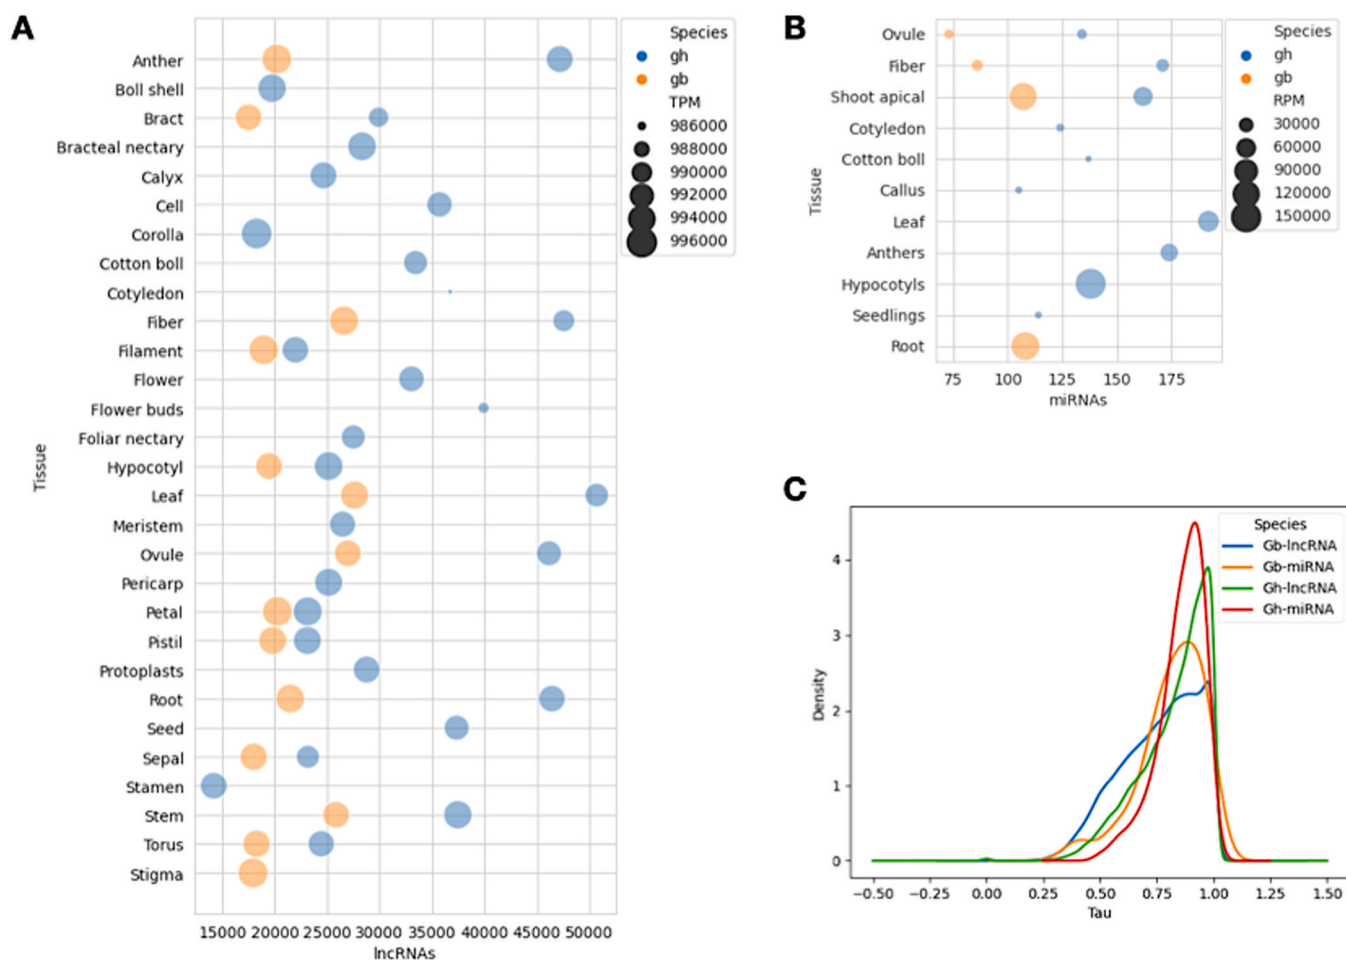 A
Anther
Boll shell
Bract
Bracteal nectary
Calyx
Cell
Corolla
Cotton boll
Cotyledon
Fiber
Filament
Flower
Flower buds
Foliar nectary
Hypocotyl
Leaf
Meristem
Ovule
Pericarp
Petal
Pistil
Protoplasts
Root
Seed
Sepal
Stamen
Stem
Torus
Stigma
Tissue
15000 20000 25000 30000 35000 40000 45000 50000
lncRNAs
Species
gh
gb
TPM
986000
988000
990000
992000
994000
996000
B
Ovule
Fiber
Shoot apical
Cotyledon
Cotton boll
Callus
Leaf
Anthers
Hypocotyls
Seedlings
Root
Tissue
75 100 125 150 175
miRNAs
Species
gh
gb
RPM
30000
60000
90000
120000
150000
C
Species
Gb-lncRNA
Gb-miRNA
Gh-lncRNA
Gh-miRNA
4
3
2
1
0
Density
−0.50 −0.25 0.00 0.25 0.50 0.75 1.00 1.25 1.50
Tau